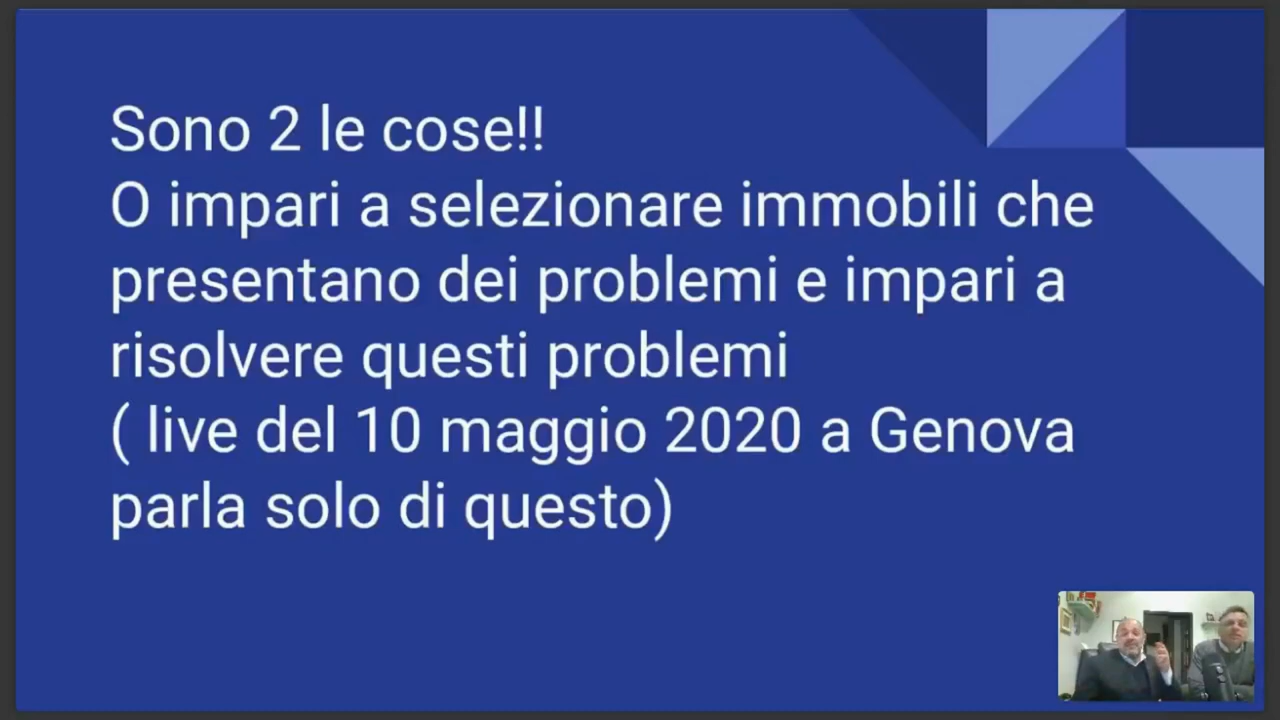 Sono 2 le cose!!
O impari a selezionare immobili che
presentano dei problemi e impari a
risolvere questi problemi
( live del 10 maggio 2020 a Genova
parla solo di questo)